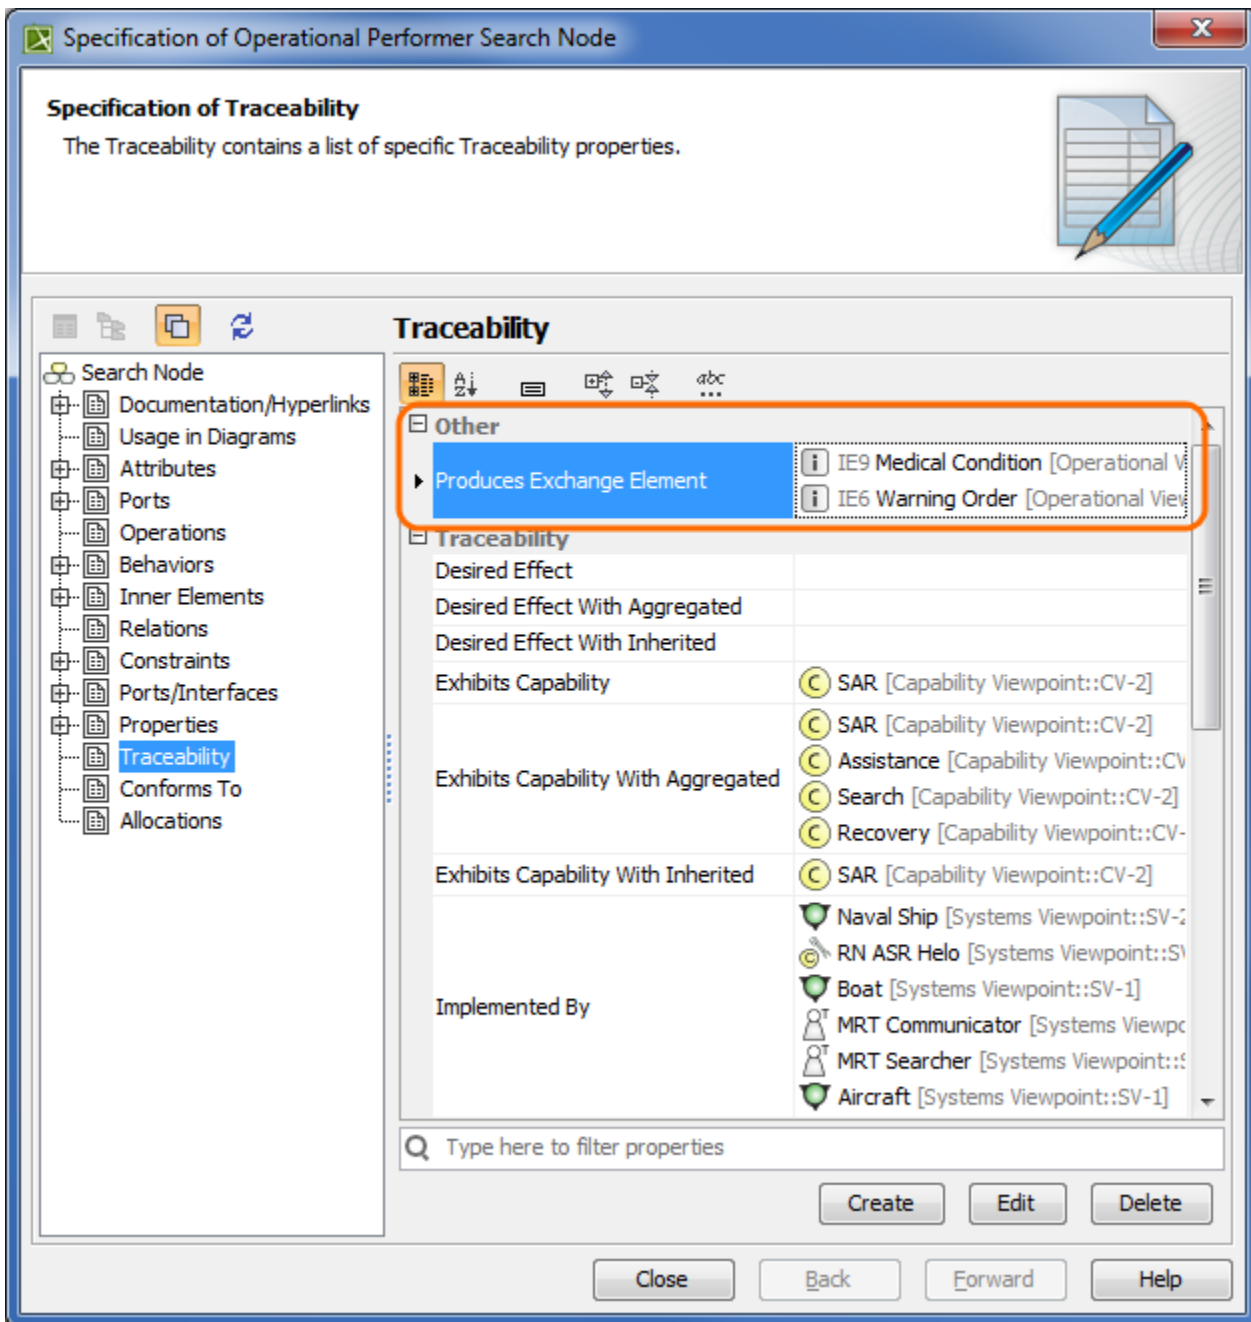 Specification of Operational Performer Search Node
x
Specification of Traceability
The Traceability contains a list of specific Traceability properties.
Traceability
Search Node
Documentation/Hyperlinks
Usage in Diagrams
Attributes
Ports
Operations
Behaviors
Inner Elements
Relations
Constraints
Ports/Interfaces
Properties
Traceability
Conforms To
Allocations
A
Z
abc
...
Other
Produces Exchange Element
i IE9 Medical Condition [Operational V
i IE6 Warning Order [Operational View
Traceability
Desired Effect
Desired Effect With Aggregated
Desired Effect With Inherited
Exhibits Capability
C SAR [Capability Viewpoint::CV-2]
Exhibits Capability With Aggregated
C SAR [Capability Viewpoint::CV-2]
C Assistance [Capability Viewpoint::CV
C Search [Capability Viewpoint::CV-2]
C Recovery [Capability Viewpoint::CV-
Exhibits Capability With Inherited
C SAR [Capability Viewpoint::CV-2]
Implemented By
Naval Ship [Systems Viewpoint::SV-2
C RN ASR Helo [Systems Viewpoint::SV
Boat [Systems Viewpoint::SV-1]
T MRT Communicator [Systems Viewpo
T MRT Searcher [Systems Viewpoint::S
Aircraft [Systems Viewpoint::SV-1]
Type here to filter properties
Create
Edit
Delete
Close
Back
Forward
Help